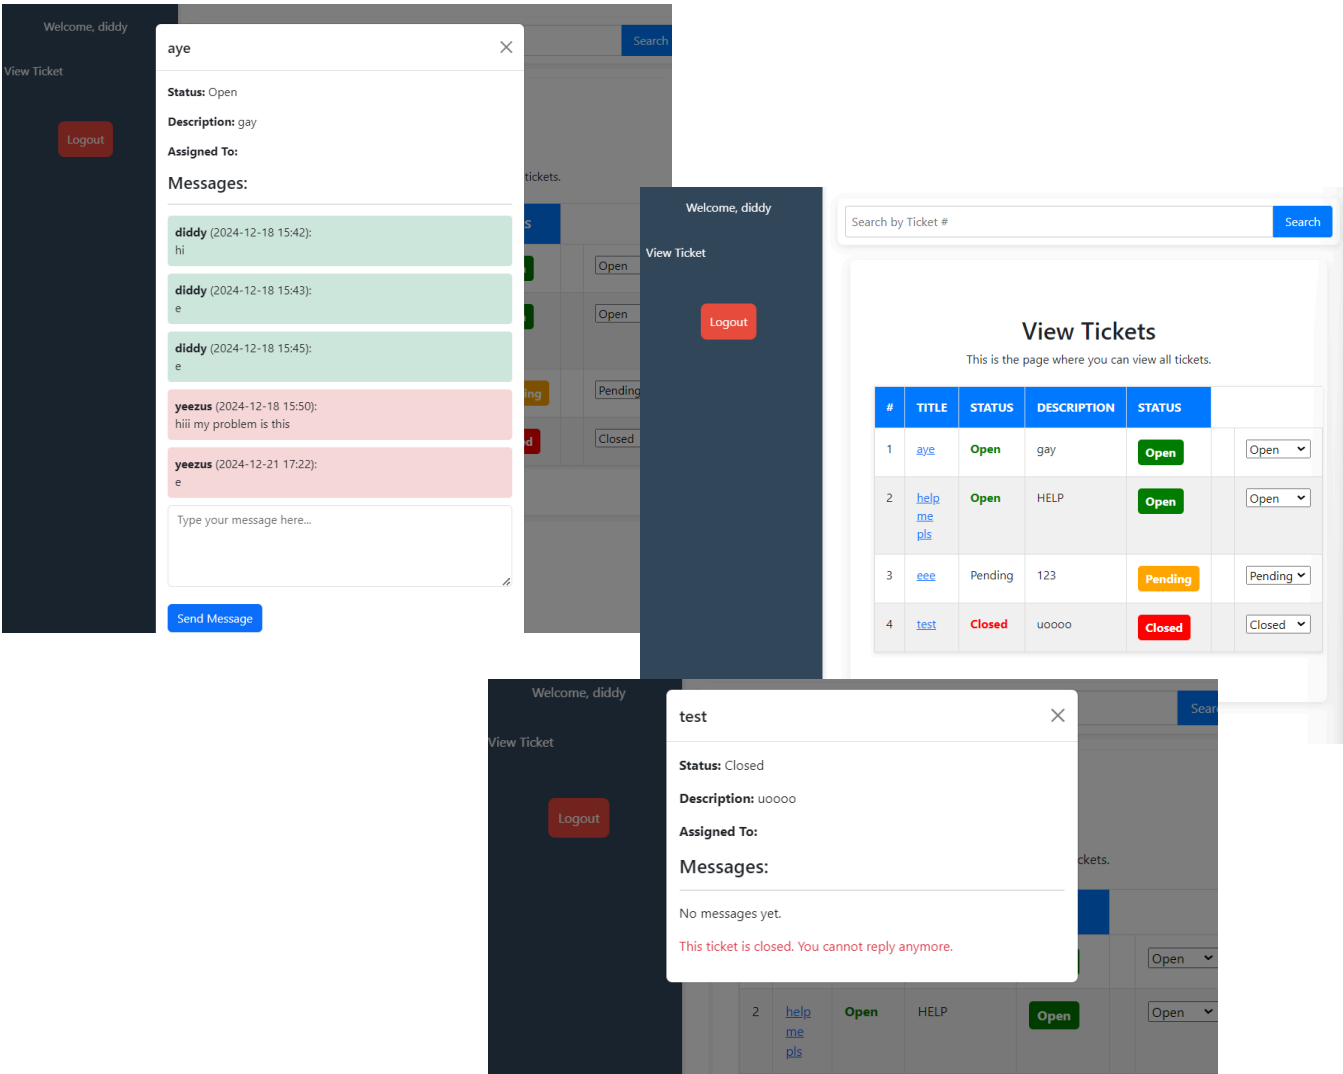 Welcome, diddy
View Ticket
Logout
Search
aye
Status: Open
Description: gay
Assigned To:
Messages:
diddy (2024-12-18 15:42):
hi
diddy (2024-12-18 15:43):
e
diddy (2024-12-18 15:45):
e
yeezus (2024-12-18 15:50):
hiii my problem is this
yeezus (2024-12-21 17:22):
e
Type your message here...
Send Message
tickets.
S
Open
Open
ing Pending
d Closed
Welcome, diddy
View Ticket
Logout
Search by Ticket # Search
View Tickets
This is the page where you can view all tickets.
# TITLE STATUS DESCRIPTION STATUS
1 aye Open gay Open Open
2 help Open HELP Open Open
me
pls
3 eee Pending 123 Pending Pending
4 test Closed uoooo Closed Closed
Welcome, diddy
View Ticket
Logout
Sear
test
Status: Closed
Description: uoooo
Assigned To:
Messages:
No messages yet.
This ticket is closed. You cannot reply anymore.
ckets.
Open
2 help Open HELP Open Open
me
pls